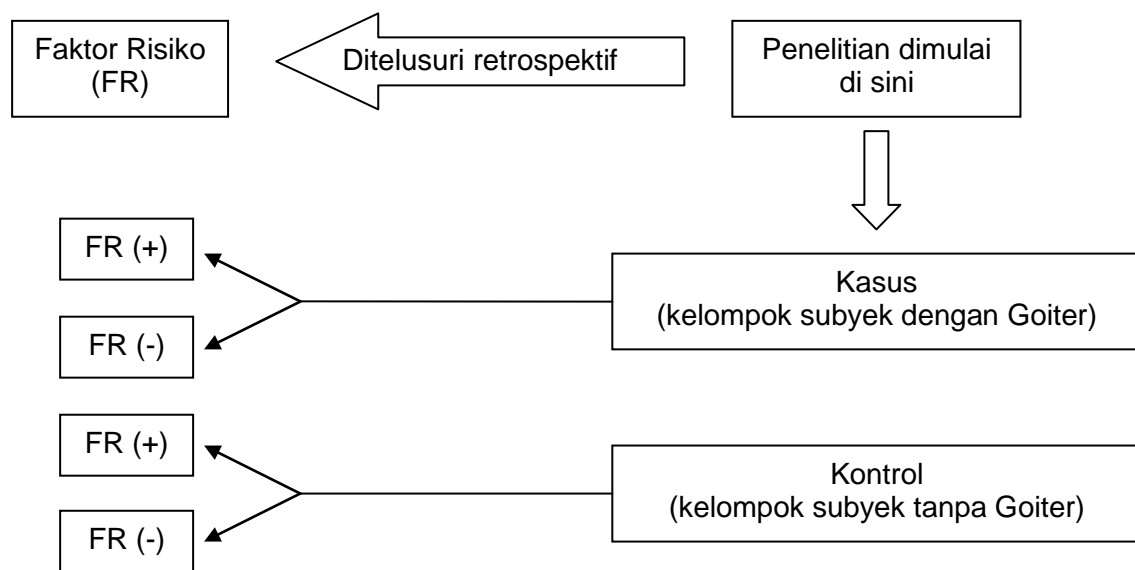 Faktor Risiko
(FR)
Ditelusuri retrospektif
Penelitian dimulai
di sini
FR (+)
FR (-)
Kasus
(kelompok subyek dengan Goiter)
FR (+)
FR (-)
Kontrol
(kelompok subyek tanpa Goiter)